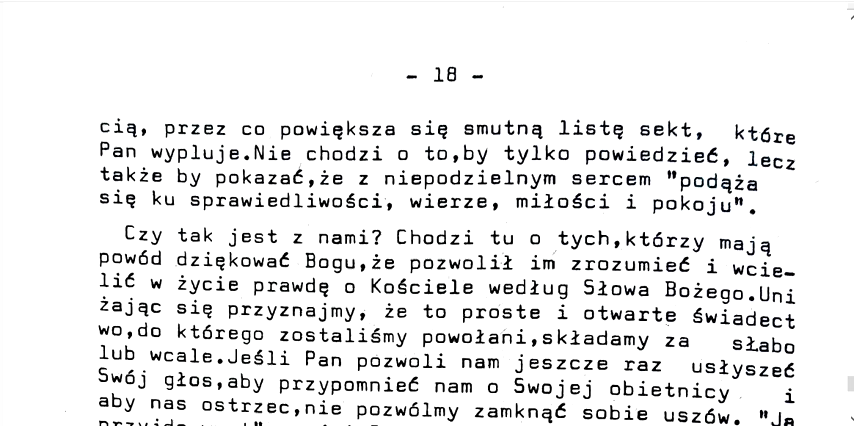 - 18 -
cią, przez co powiększa się smutną listę sekt, które
Pan wypluje.Nie chodzi o to,by tylko powiedzieć, lecz
także by pokazać,że z niepodzielnym sercem "podąża
się ku sprawiedliwości, wierze, miłości i pokoju".
Czy tak jest z nami? Chodzi tu o tych,którzy mają
powód dziękować Bogu,że pozwolił im zrozumieć i wcie-
lić w życie prawdę o Kościele według Słowa Bożego.Uni
żając się przyznajmy, że to proste i otwarte świadect
wo,do którego zostaliśmy powołani,składamy za słabo
lub wcale.Jeśli Pan pozwoli nam jeszcze raz usłyszeć
Swój głos,aby przypomnieć nam o Swojej obietnicy i
aby nas ostrzec,nie pozwólmy zamknąć sobie uszów. "Ja